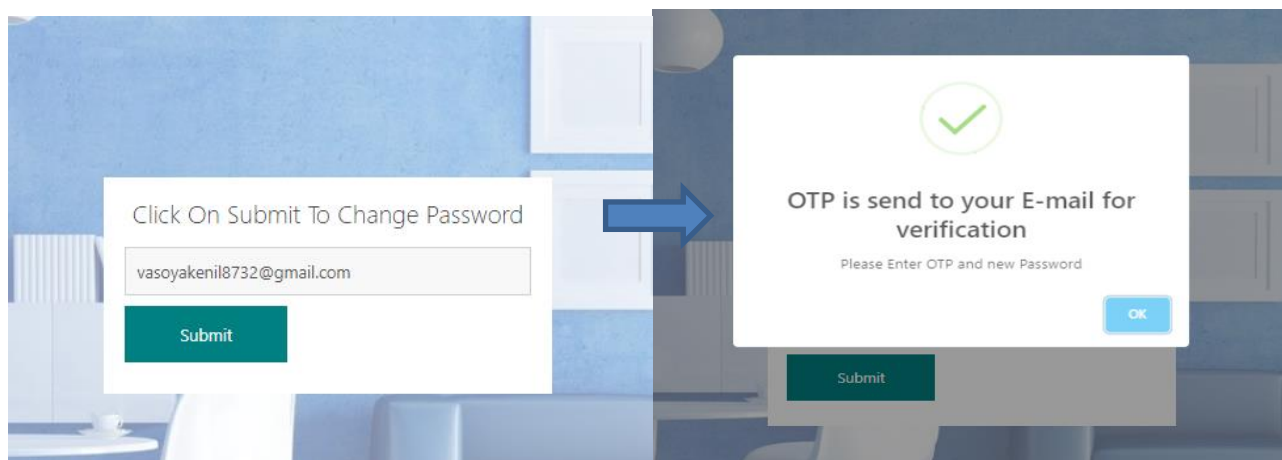 Click On Submit To Change Password
vasoyakenil8732@gmail.com
Submit
OTP is send to your E-mail for
verification
Please Enter OTP and new Password
OK
Submit